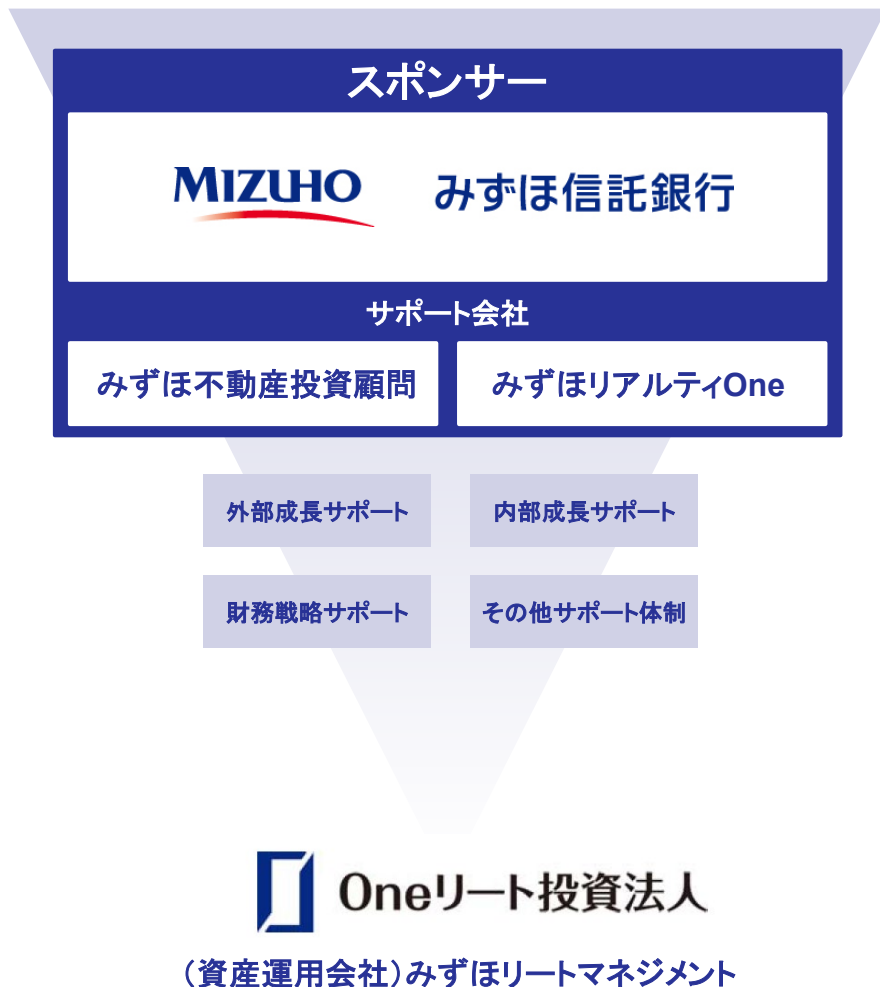 スポンサー
MIZUHO みずほ信託銀行
サポート会社
みずほ不動産投資顧問 みずほリアルティOne
外部成長サポート 内部成長サポート
財務戦略サポート その他サポート体制
Oneリート投資法人
(資産運用会社)みずほリートマネジメント